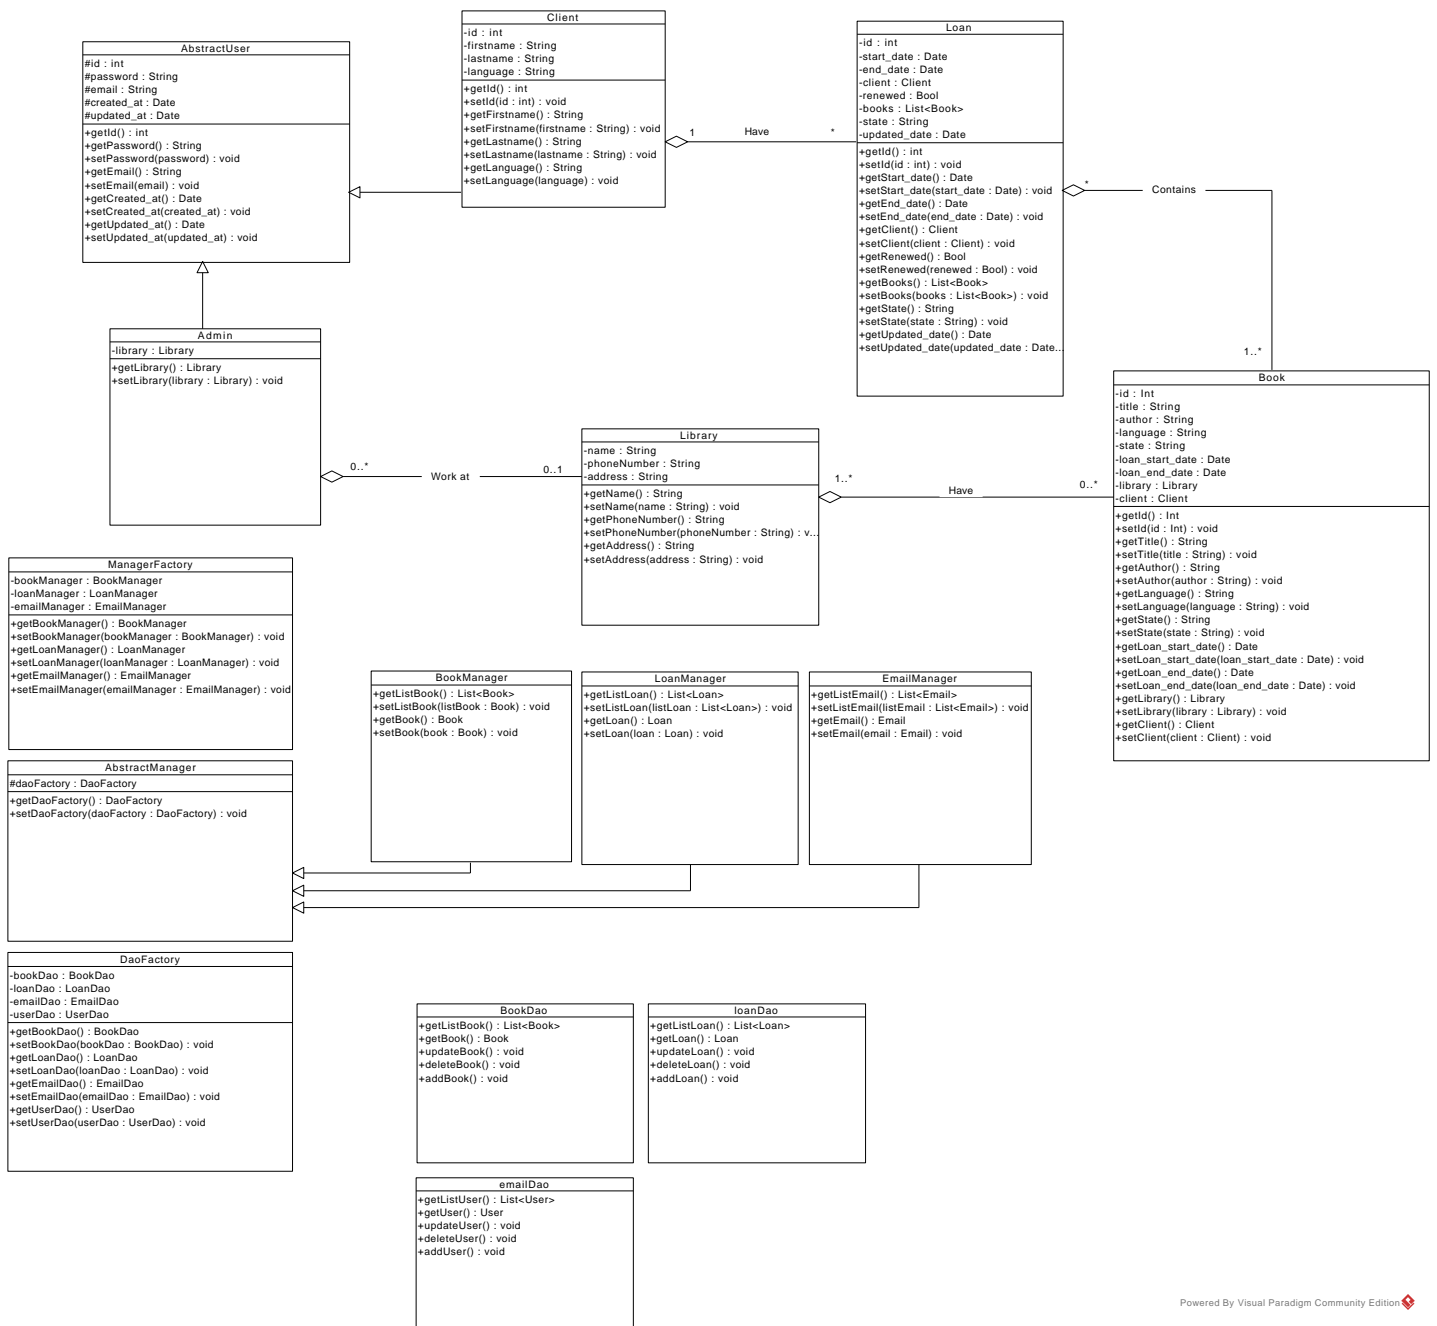 Client
-id : int
-firstname : String
-lastname : String
-language : String
+getId() : int
+setId(id : int) : void
+getFirstname() : String
+setFirstname(firstname : String) : void
+getLastname() : String
+setLastname(lastname : String) : void
+getLanguage() : String
+setLanguage(language) : void
Loan
-id : int
-start_date : Date
-end_date : Date
-client : Client
-renewed : Bool
-books : List<Book>
-state : String
-updated_date : Date
+getId() : int
+setId(id : int) : void
+getStart_date() : Date
+setStart_date(start_date : Date) : void
+getEnd_date() : Date
+setEnd_date(end_date : Date) : void
+getClient() : Client
+setClient(client : Client) : void
+getRenewed() : Bool
+setRenewed(renewed : Bool) : void
+getBooks() : List<Book>
+setBooks(books : List<Book>) : void
+getState() : String
+setState(state : String) : void
+getUpdated_date() : Date
+setUpdated_date(updated_date : Date...
AbstractUser
#id : int
#password : String
#email : String
#created_at : Date
#updated_at : Date
+getId() : int
+getPassword() : String
+setPassword(password) : void
+getEmail() : String
+setEmail(email) : void
+getCreated_at() : Date
+setCreated_at(created_at) : void
+getUpdated_at() : Date
+setUpdated_at(updated_at) : void
1 Have *
* Contains
1..*
Admin
-library : Library
+getLibrary() : Library
+setLibrary(library : Library) : void
0..* Work at 0..1
Library
-name : String
-phoneNumber : String
-address : String
+getName() : String
+setName(name : String) : void
+getPhoneNumber() : String
+setPhoneNumber(phoneNumber : String) : v...
+getAddress() : String
+setAddress(address : String) : void
1..* Have 0..*
Book
-id : Int
-title : String
-author : String
-language : String
-state : String
-loan_start_date : Date
-loan_end_date : Date
-library : Library
-client : Client
+getId() : Int
+setId(id : Int) : void
+getTitle() : String
+setTitle(title : String) : void
+getAuthor() : String
+setAuthor(author : String) : void
+getLanguage() : String
+setLanguage(language : String) : void
+getState() : String
+setState(state : String) : void
+getLoan_start_date() : Date
+setLoan_start_date(loan_start_date : Date) : void
+getLoan_end_date() : Date
+setLoan_end_date(loan_end_date : Date) : void
+getLibrary() : Library
+setLibrary(library : Library) : void
+getClient() : Client
+setClient(client : Client) : void
ManagerFactory
-bookManager : BookManager
-loanManager : LoanManager
-emailManager : EmailManager
+getBookManager() : BookManager
+setBookManager(bookManager : BookManager) : void
+getLoanManager() : LoanManager
+setLoanManager(loanManager : LoanManager) : void
+getEmailManager() : EmailManager
+setEmailManager(emailManager : EmailManager) : void
BookManager
+getListBook() : List<Book>
+setListBook(listBook : Book) : void
+getBook() : Book
+setBook(book : Book) : void
LoanManager
+getListLoan() : List<Loan>
+setListLoan(listLoan : List<Loan>) : void
+getLoan() : Loan
+setLoan(loan : Loan) : void
EmailManager
+getListEmail() : List<Email>
+setListEmail(listEmail : List<Email>) : void
+getEmail() : Email
+setEmail(email : Email) : void
AbstractManager
#daoFactory : DaoFactory
+getDaoFactory() : DaoFactory
+setDaoFactory(daoFactory : DaoFactory) : void
DaoFactory
-bookDao : BookDao
-loanDao : LoanDao
-emailDao : EmailDao
-userDao : UserDao
+getBookDao() : BookDao
+setBookDao(bookDao : BookDao) : void
+getLoanDao() : LoanDao
+setLoanDao(loanDao : LoanDao) : void
+getEmailDao() : EmailDao
+setEmailDao(emailDao : EmailDao) : void
+getUserDao() : UserDao
+setUserDao(userDao : UserDao) : void
BookDao
+getListBook() : List<Book>
+getBook() : Book
+updateBook() : void
+deleteBook() : void
+addBook() : void
loanDao
+getListLoan() : List<Loan>
+getLoan() : Loan
+updateLoan() : void
+deleteLoan() : void
+addLoan() : void
emailDao
+getListUser() : List<User>
+getUser() : User
+updateUser() : void
+deleteUser() : void
+addUser() : void
Powered By Visual Paradigm Community Edition